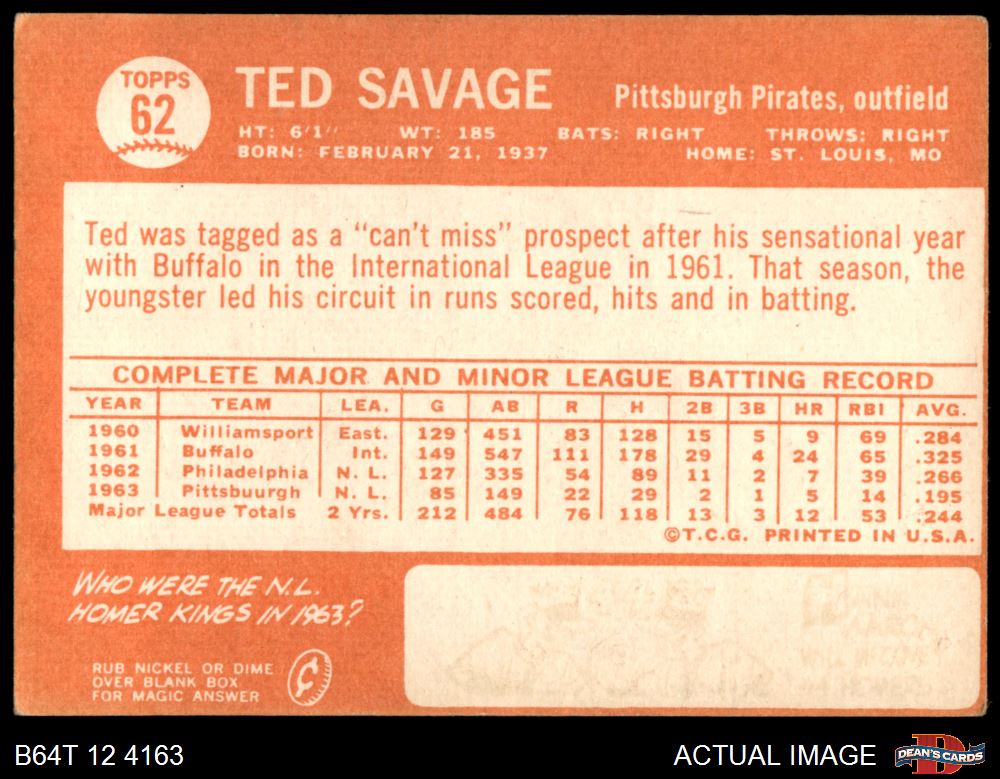 TOPPS
62
TED SAVAGE
Pittsburgh Pirates, outfield
HT: 6'1" WT: 185 BATS: RIGHT THROWS: RIGHT
BORN: FEBRUARY 21, 1937 HOME: ST. LOUIS, MO
Ted was tagged as a "can't miss" prospect after his sensational year
with Buffalo in the International League in 1961. That season, the
youngster led his circuit in runs scored, hits and in batting.
COMPLETE MAJOR AND MINOR LEAGUE BATTING RECORD
YEAR TEAM LEA. G AB R H 2B 3B HR RBI AVG.
1960 Williamsport East. 129 451 83 128 15 5 9 69 .284
1961 Buffalo Int. 149 547 111 178 29 4 24 65 .325
1962 Philadelphia N. L. 127 335 54 89 11 2 7 39 .266
1963 Pittsbuurgh N. L. 85 149 22 29 2 1 5 14 .195
Major League Totals 2 Yrs. 212 484 76 118 13 3 12 53 .244
©T.C.G. PRINTED IN U.S.A.
WHO WERE THE N.L.
HOMER KINGS IN 1963?
RUB NICKEL OR DIME
OVER BLANK BOX
FOR MAGIC ANSWER
¢
B64T 12 4163
ACTUAL IMAGE
DEAN'S CARDS